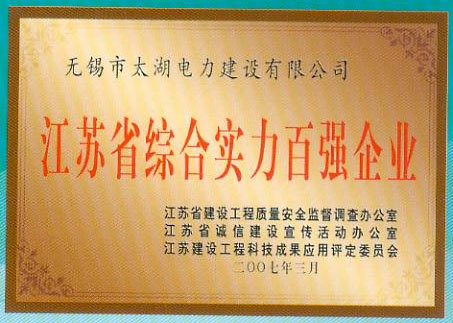 无锡市太湖电力建设有限公司
江苏省综合实力百强企业
江苏省建设工程质量安全监督调查办公室
江苏省诚信建设宣传活动办公室
江苏建设工程科技成果应用评定委员会
二〇〇七年三月